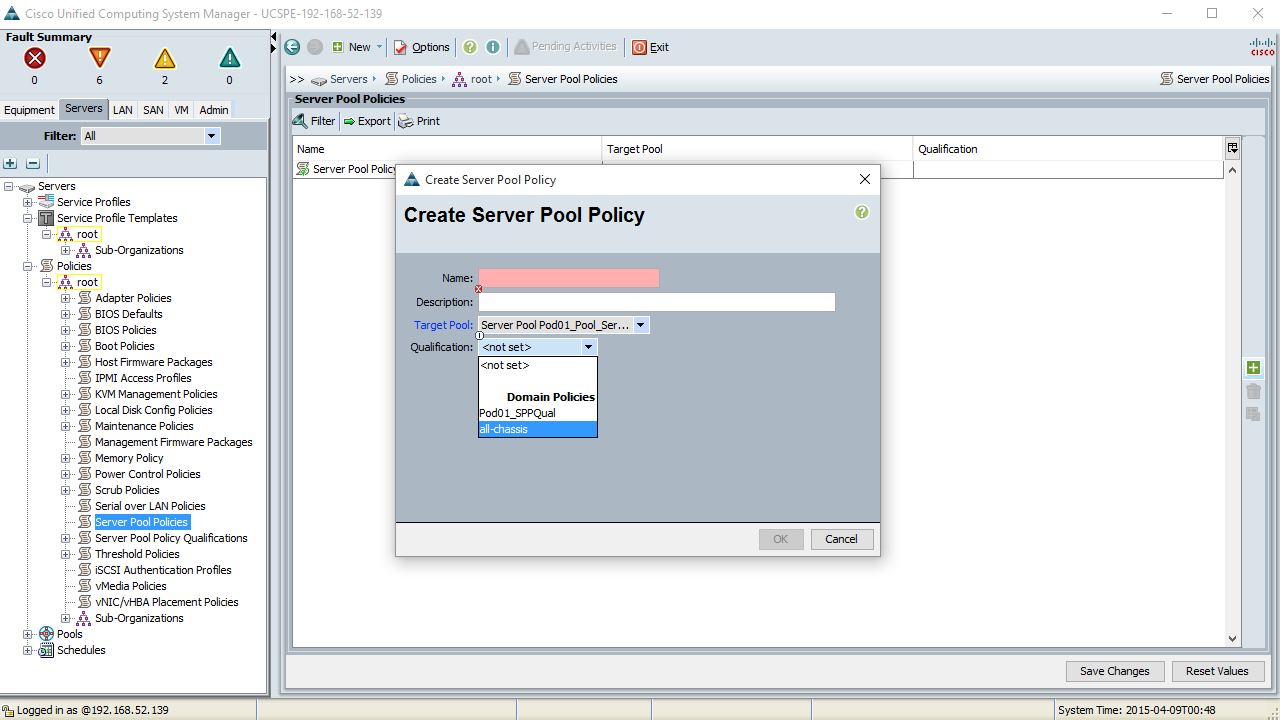 Cisco Unified Computing System Manager - UCSPE-192-168-52-139
Fault Summary
0 6 2 0
Equipment Servers LAN SAN VM Admin
Filter: All
Servers
Service Profiles
Service Profile Templates
root
Sub-Organizations
Policies
root
Adapter Policies
BIOS Defaults
BIOS Policies
Boot Policies
Host Firmware Packages
IPMI Access Profiles
KVM Management Policies
Local Disk Config Policies
Maintenance Policies
Management Firmware Packages
Memory Policy
Power Control Policies
Scrub Policies
Serial over LAN Policies
Server Pool Policies
Server Pool Policy Qualifications
Threshold Policies
iSCSI Authentication Profiles
vMedia Policies
vNIC/vHBA Placement Policies
Sub-Organizations
Pools
Schedules
New Options ? i Pending Activities Exit
CISCO
>> Servers Policies root Server Pool Policies
Server Pool Policies
Server Pool Policies
Filter Export Print
Name Target Pool Qualification
Server Pool Policy
Create Server Pool Policy
Create Server Pool Policy
?
Name:
Description:
Target Pool: Server Pool Pod01_Pool_Ser...
Qualification: <not set>
<not set>
Domain Policies
Pod01_SPPQual
all-chassis
OK Cancel
Save Changes Reset Values
Logged in as @192.168.52.139
System Time: 2015-04-09T00:48